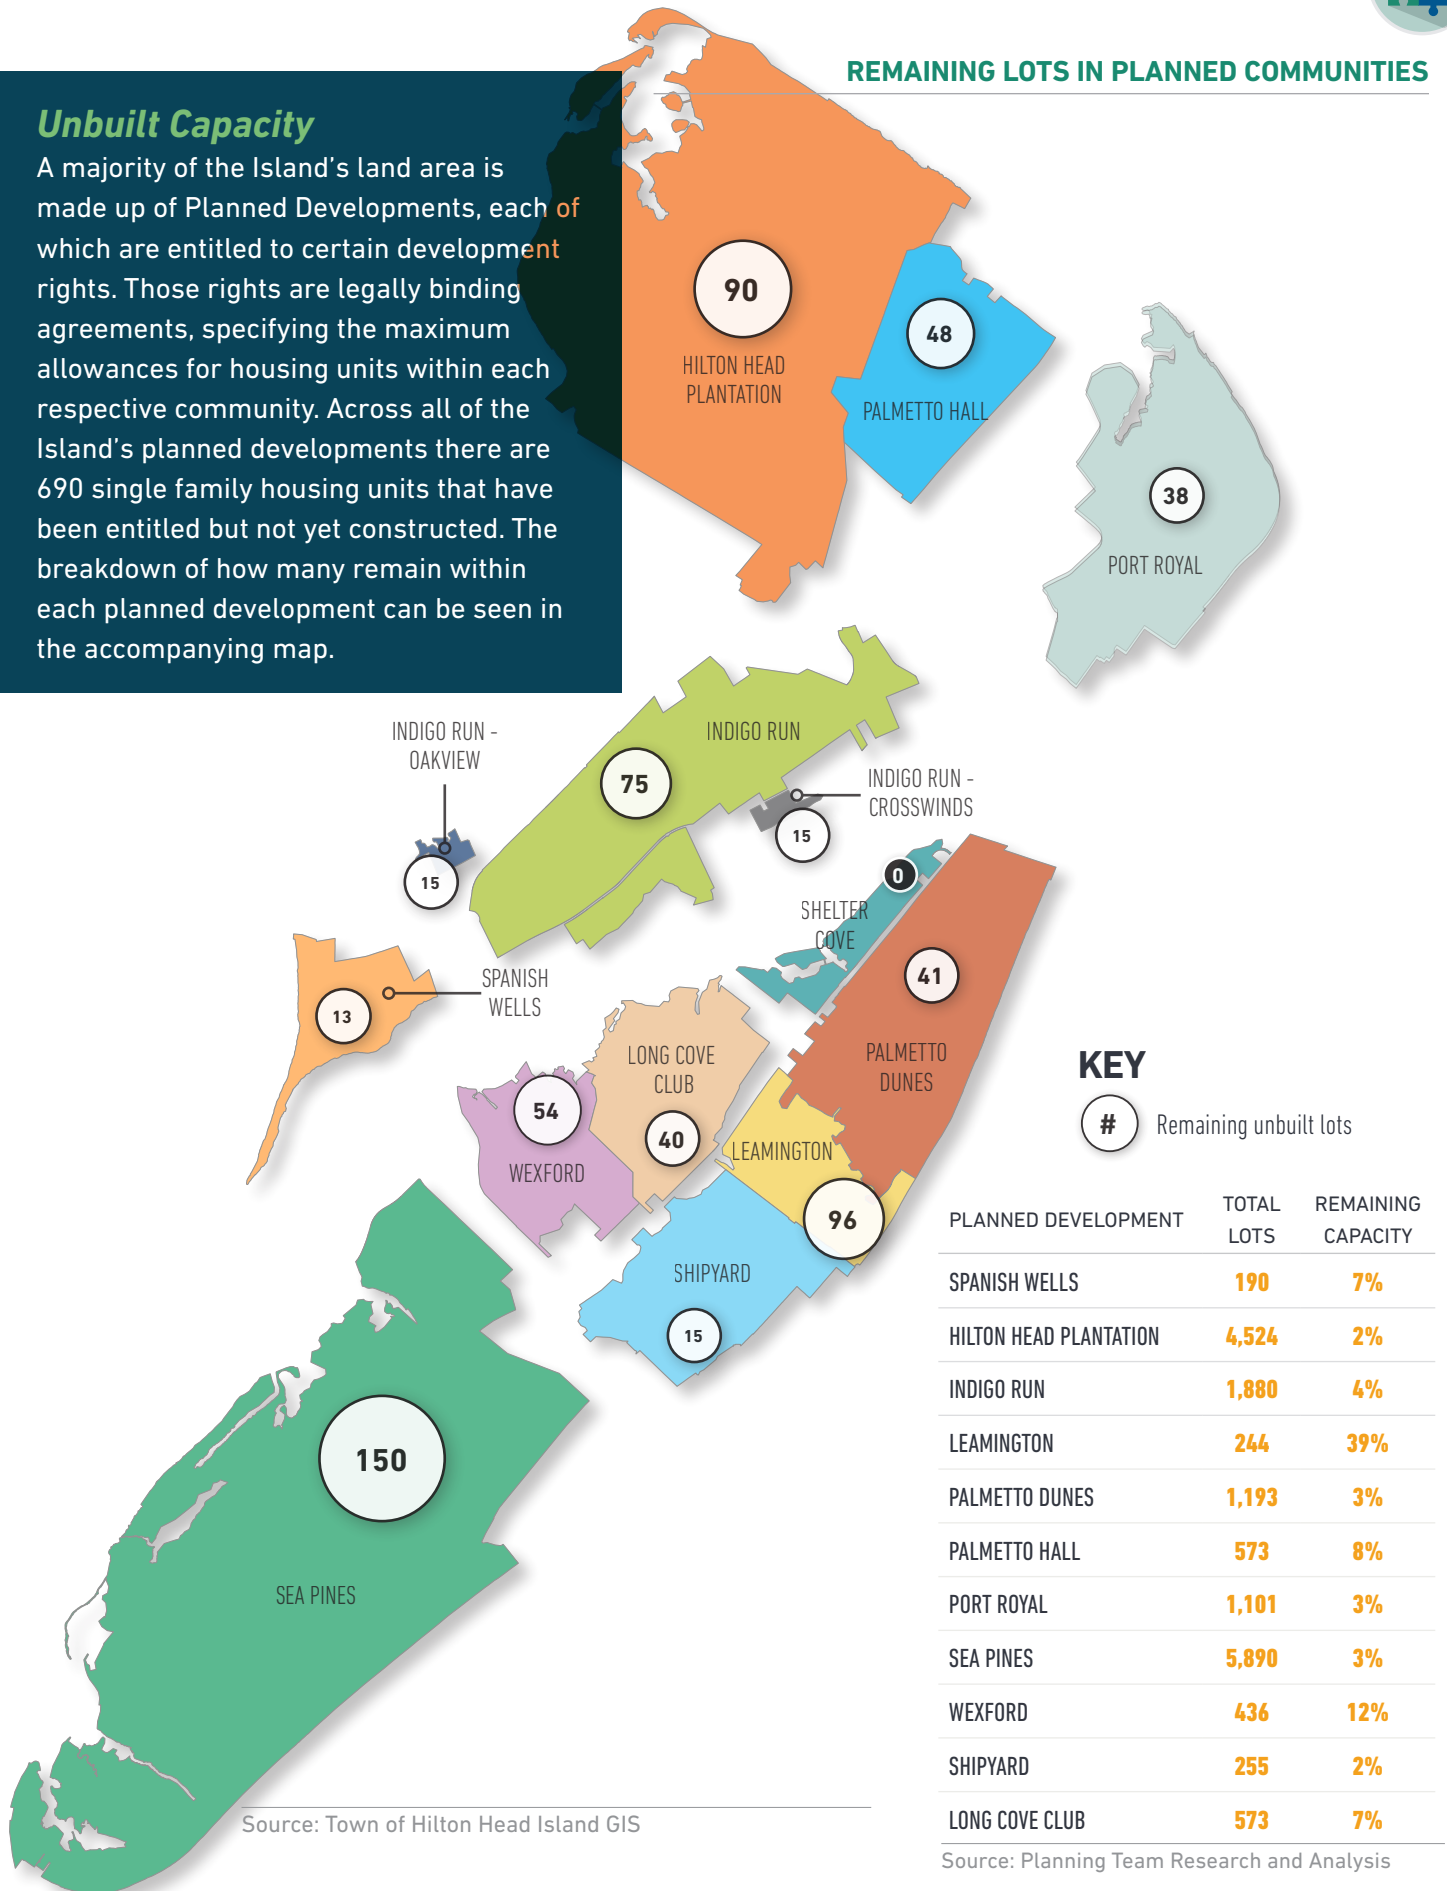 REMAINING LOTS IN PLANNED COMMUNITIES
Unbuilt Capacity
A majority of the Island's land area is
made up of Planned Developments, each of
which are entitled to certain development
rights. Those rights are legally binding
agreements, specifying the maximum
allowances for housing units within each
respective community. Across all of the
Island's planned developments there are
690 single family housing units that have
been entitled but not yet constructed. The
breakdown of how many remain within
each planned development can be seen in
the accompanying map.
90
HILTON HEAD
PLANTATION
48
PALMETTO HALL
38
PORT ROYAL
INDIGO RUN -
OAKVIEW
15
INDIGO RUN
75
INDIGO RUN -
CROSSWINDS
15
0
SHELTER
COVE
41
PALMETTO
DUNES
SPANISH
WELLS
13
LONG COVE
CLUB
40
54
WEXFORD
LEAMINGTON
96
SHIPYARD
15
150
SEA PINES
KEY
# Remaining unbuilt lots
PLANNED DEVELOPMENT TOTAL LOTS REMAINING CAPACITY
SPANISH WELLS 190 7%
HILTON HEAD PLANTATION 4,524 2%
INDIGO RUN 1,880 4%
LEAMINGTON 244 39%
PALMETTO DUNES 1,193 3%
PALMETTO HALL 573 8%
PORT ROYAL 1,101 3%
SEA PINES 5,890 3%
WEXFORD 436 12%
SHIPYARD 255 2%
LONG COVE CLUB 573 7%
Source: Town of Hilton Head Island GIS
Source: Planning Team Research and Analysis